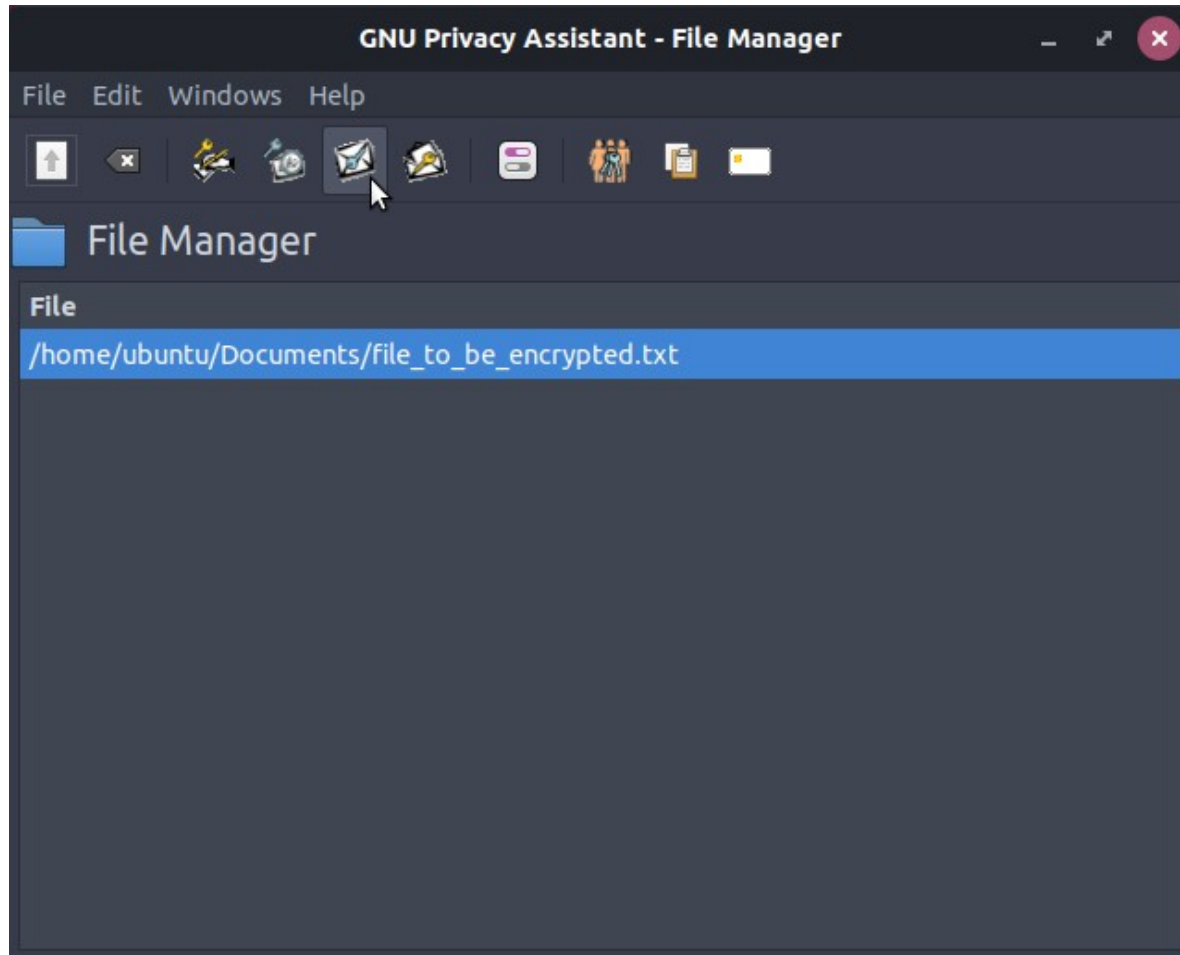 GNU Privacy Assistant - File Manager
File Edit Windows Help
File Manager
File
/home/ubuntu/Documents/file_to_be_encrypted.txt